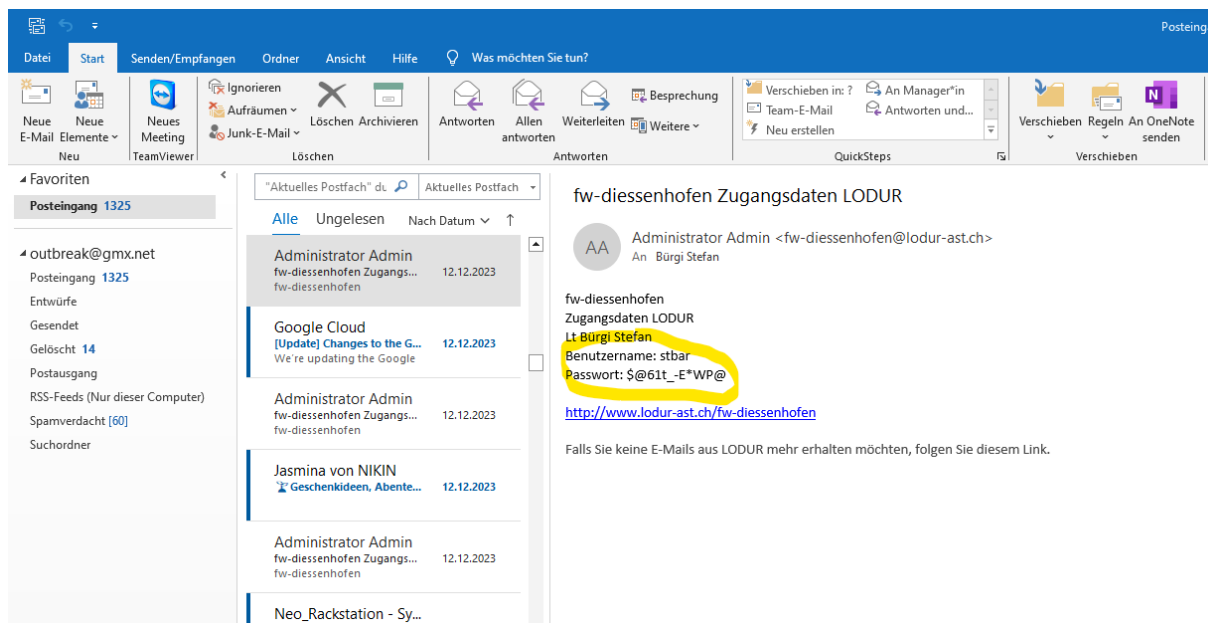 Posteing
Datei Start Senden/Empfangen Ordner Ansicht Hilfe Was möchten Sie tun?
Neue E-Mail
Neue Elemente
Neu
Neues Meeting
TeamViewer
Ignorieren
Aufräumen
Junk-E-Mail
Löschen Archivieren
Löschen
Antworten
Allen antworten
Weiterleiten
Besprechung
Weitere
Antworten
Verschieben in: ?
Team-E-Mail
Neu erstellen
An Manager*in
Antworten und...
QuickSteps
Verschieben
Regeln
An OneNote senden
Verschieben
Favoriten
Posteingang 1325
outbreak@gmx.net
Posteingang 1325
Entwürfe
Gesendet
Gelöscht 14
Postausgang
RSS-Feeds (Nur dieser Computer)
Spamverdacht [60]
Suchordner
"Aktuelles Postfach" du Aktuelles Postfach
Alle Ungelesen Nach Datum
Administrator Admin
fw-diessenhofen Zugangs... 12.12.2023
fw-diessenhofen
Google Cloud
[Update] Changes to the G... 12.12.2023
We're updating the Google
Administrator Admin
fw-diessenhofen Zugangs... 12.12.2023
fw-diessenhofen
Jasmina von NIKIN
Geschenkideen, Abente... 12.12.2023
Administrator Admin
fw-diessenhofen Zugangs... 12.12.2023
fw-diessenhofen
Neo_Rackstation - Sy...
fw-diessenhofen Zugangsdaten LODUR
AA
Administrator Admin <fw-diessenhofen@lodur-ast.ch>
An Bürgi Stefan
fw-diessenhofen
Zugangsdaten LODUR
Lt Bürgi Stefan
Benutzername: stbar
Passwort: $@61t_-E*WP@
http://www.lodur-ast.ch/fw-diessenhofen
Falls Sie keine E-Mails aus LODUR mehr erhalten möchten, folgen Sie diesem Link.